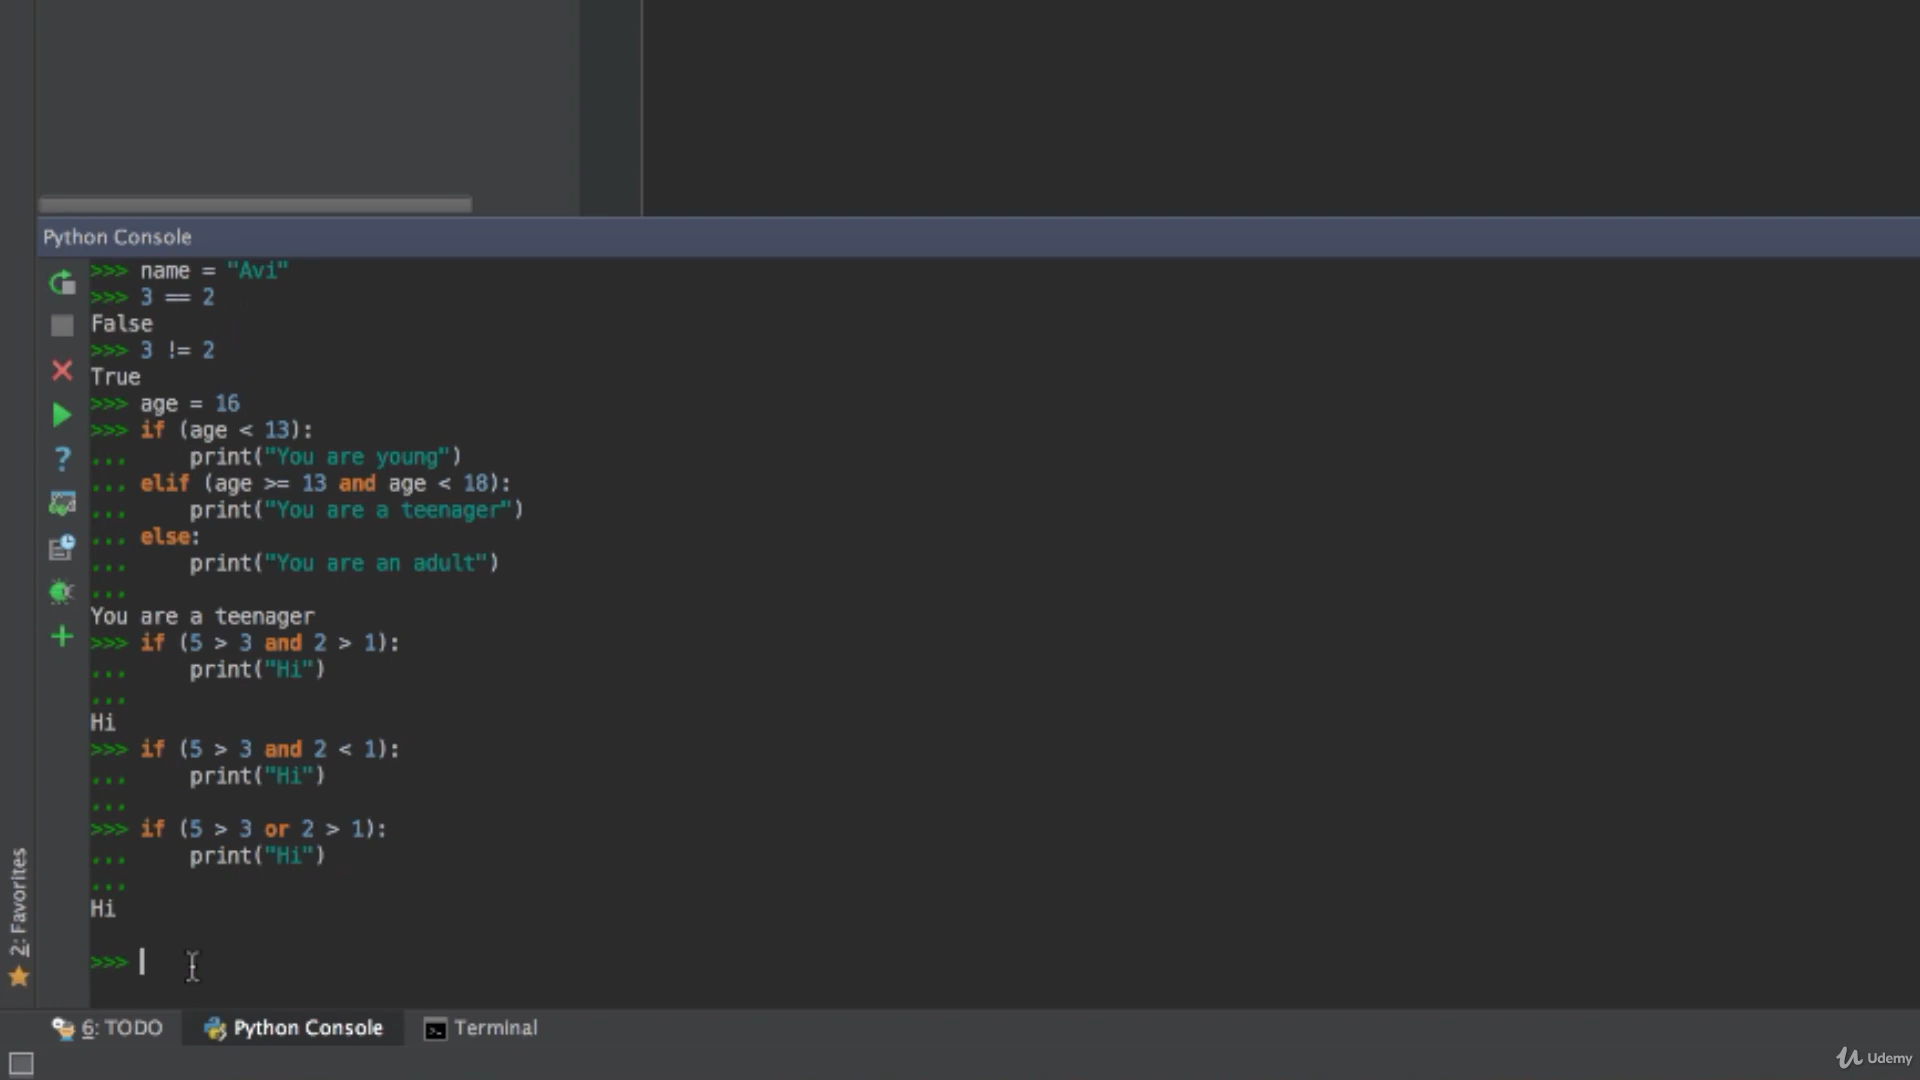 Python Console
>>> name = "Avi"
>>> 3 == 2
False
>>> 3 != 2
True
>>> age = 16
>>> if (age < 13):
...     print("You are young")
... elif (age >= 13 and age < 18):
...     print("You are a teenager")
... else:
...     print("You are an adult")
...
You are a teenager
>>> if (5 > 3 and 2 > 1):
...     print("Hi")
...
Hi
>>> if (5 > 3 and 2 < 1):
...     print("Hi")
...
>>> if (5 > 3 or 2 > 1):
...     print("Hi")
...
Hi
>>>
2: Favorites
6: TODO
Python Console
Terminal
Udemy